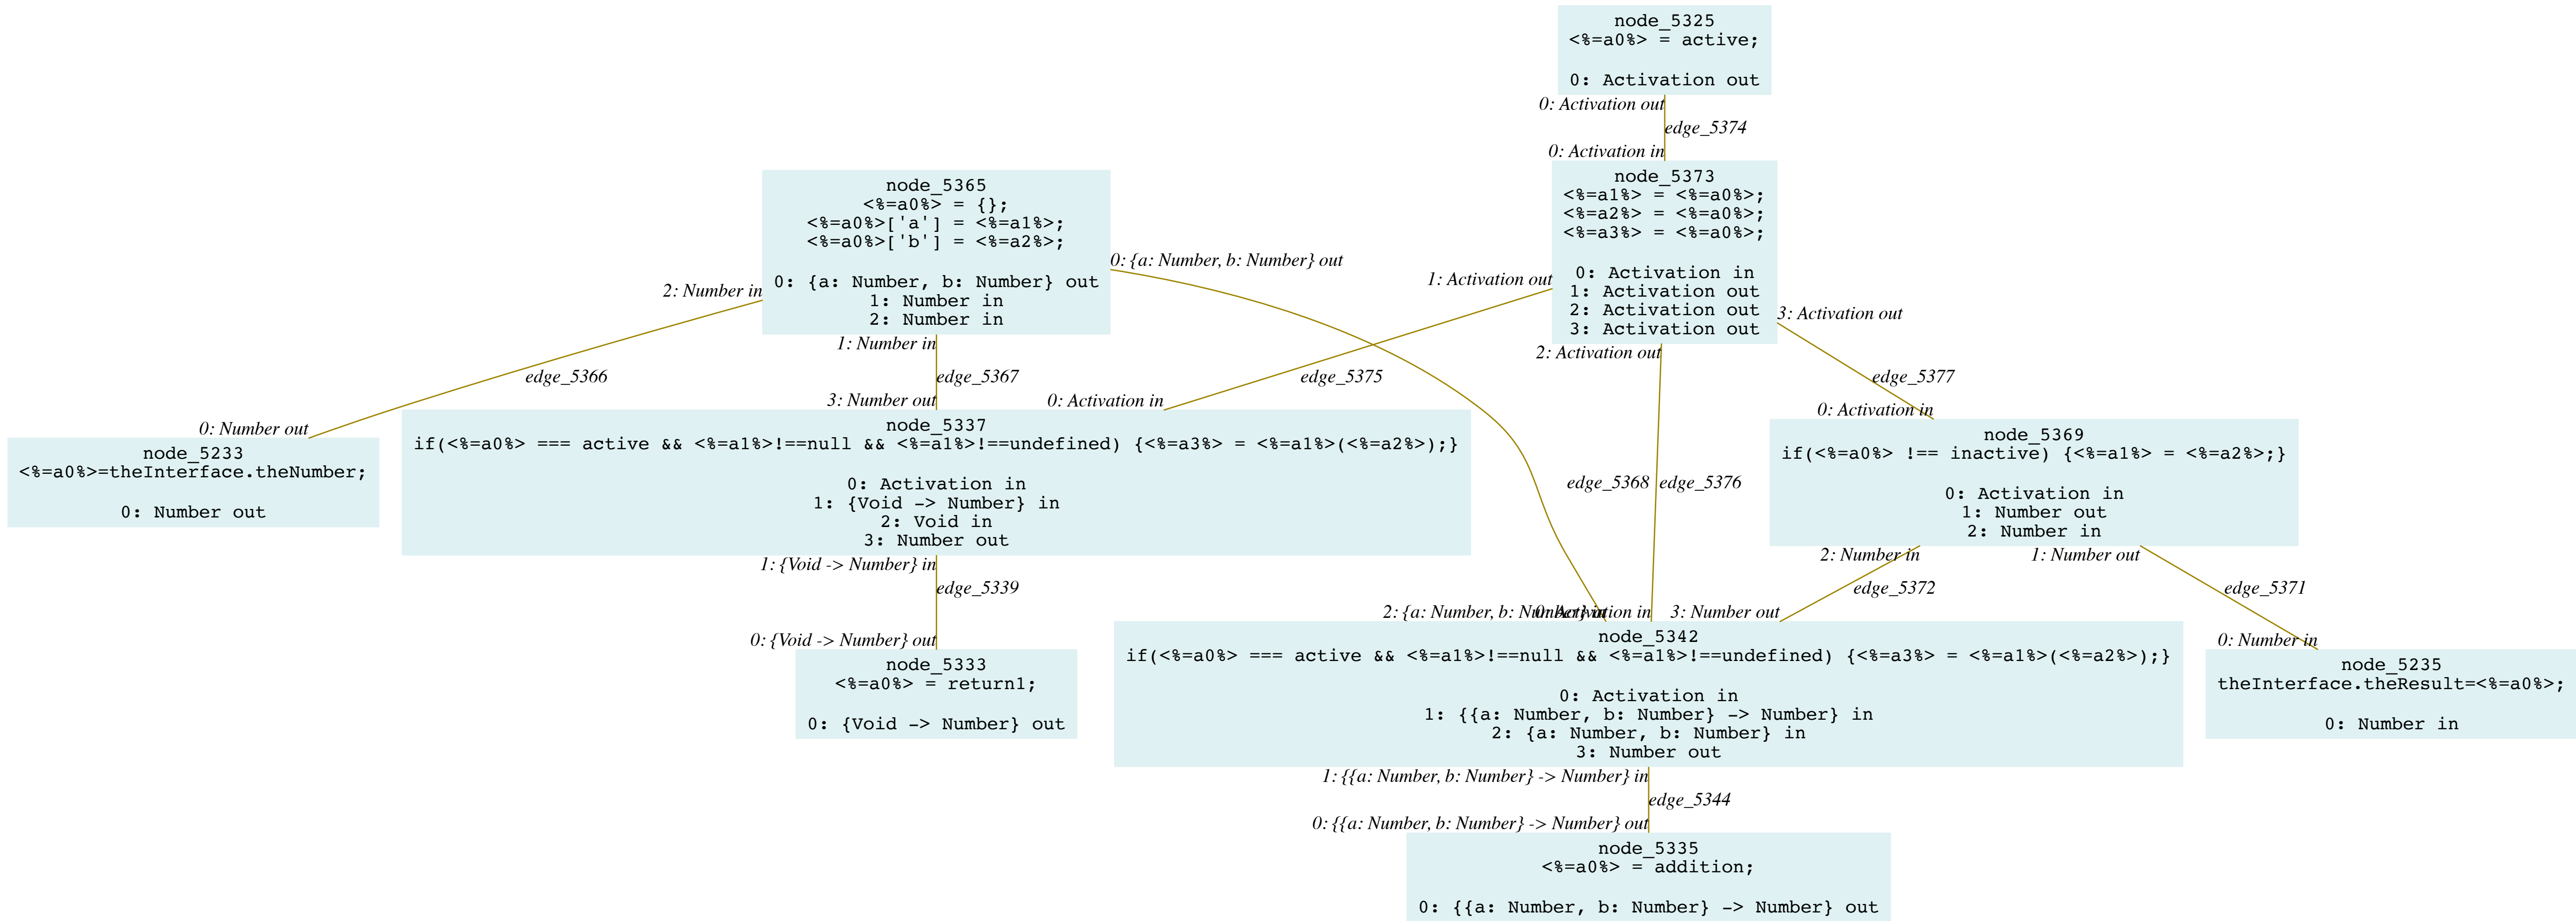 node_5325
<%=a0%> = active;
0: Activation out
0: Activation out
edge_5374
0: Activation in
node_5373
<%=a1%> = <%=a0%>;
<%=a2%> = <%=a0%>;
<%=a3%> = <%=a0%>;
0: Activation in
1: Activation out
2: Activation out
3: Activation out
node_5365
<%=a0%> = {};
<%=a0%>['a'] = <%=a1%>;
<%=a0%>['b'] = <%=a2%>;
0: {a: Number, b: Number} out
1: Number in
2: Number in
0: {a: Number, b: Number} out
1: Activation out
2: Number in
3: Activation out
1: Number in
2: Activation out
edge_5366
edge_5367
edge_5375
edge_5377
3: Number out
0: Activation in
0: Activation in
0: Number out
node_5233
<%=a0%>=theInterface.theNumber;
0: Number out
node_5337
if(<%=a0%> === active && <%=a1%>!==null && <%=a1%>!==undefined) {<%=a3%> = <%=a1%>(<%=a2%>);}
0: Activation in
1: {Void -> Number} in
2: Void in
3: Number out
node_5369
if(<%=a0%> !== inactive) {<%=a1%> = <%=a2%>;}
0: Activation in
1: Number out
2: Number in
edge_5368
edge_5376
1: {Void -> Number} in
2: Number in
1: Number out
edge_5339
edge_5372
edge_5371
0: {Void -> Number} out
2: {a: Number, b: Number} in
0: Activation in
3: Number out
0: Number in
node_5333
<%=a0%> = return1;
0: {Void -> Number} out
node_5342
if(<%=a0%> === active && <%=a1%>!==null && <%=a1%>!==undefined) {<%=a3%> = <%=a1%>(<%=a2%>);}
0: Activation in
1: {{a: Number, b: Number} -> Number} in
2: {a: Number, b: Number} in
3: Number out
node_5235
theInterface.theResult=<%=a0%>;
0: Number in
1: {{a: Number, b: Number} -> Number} in
edge_5344
0: {{a: Number, b: Number} -> Number} out
node_5335
<%=a0%> = addition;
0: {{a: Number, b: Number} -> Number} out